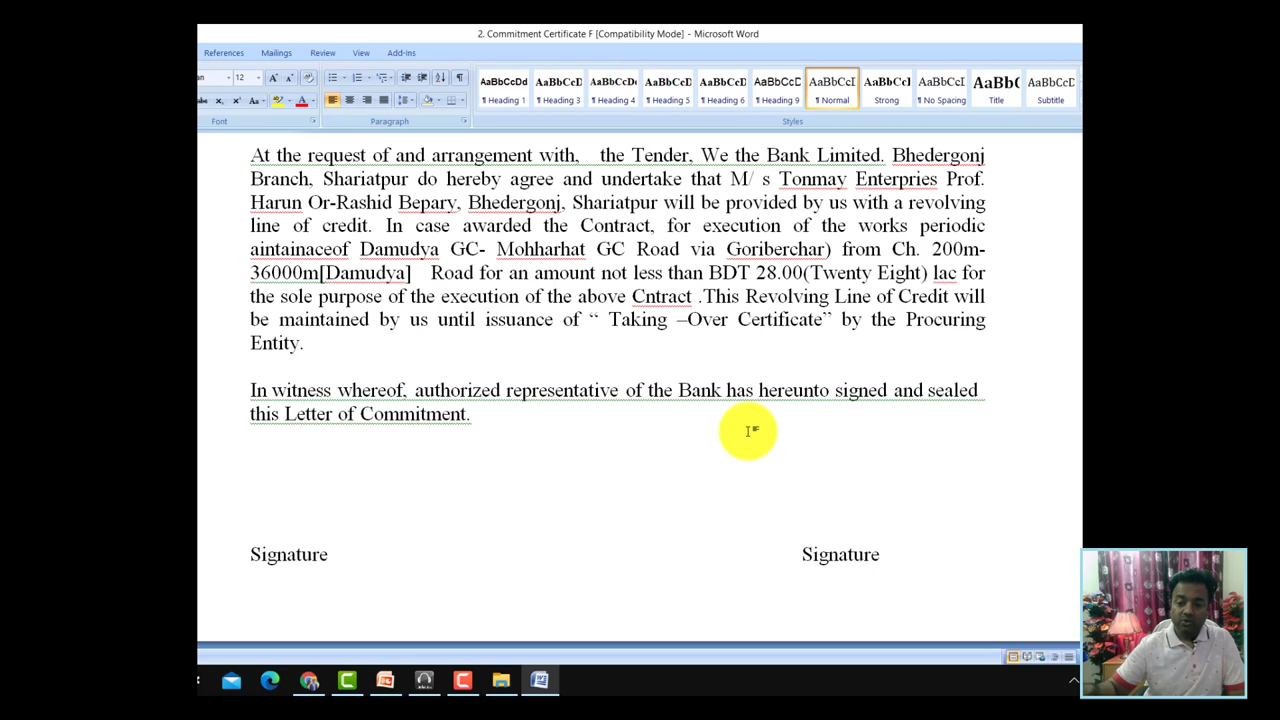 2. Commitment Certificate F [Compatibility Mode] - Microsoft Word
References Mailings Review View Add-Ins
12
AaBbCcDd AaBbCcD AaBbCcDc AaBbCcD AaBbCcD AaBbCcD AaBbCcI AaBbCcI AaBbCcI AaB( AaBbCcI
¶ Heading 1 ¶ Heading 3 ¶ Heading 4 ¶ Heading 5 ¶ Heading 6 ¶ Heading 9 ¶ Normal Strong ¶ No Spacing Title Subtitle
Font Paragraph Styles
At the request of and arrangement with, the Tender, We the Bank Limited. Bhedergonj
Branch, Shariatpur do hereby agree and undertake that M/ s Tonmay Enterpries Prof.
Harun Or-Rashid Bepary, Bhedergonj, Shariatpur will be provided by us with a revolving
line of credit. In case awarded the Contract, for execution of the works periodic
aintainaceof Damudya GC- Mohharhat GC Road via Goriberchar) from Ch. 200m-
36000m[Damudya] Road for an amount not less than BDT 28.00(Twenty Eight) lac for
the sole purpose of the execution of the above Cntract .This Revolving Line of Credit will
be maintained by us until issuance of “ Taking –Over Certificate” by the Procuring
Entity.
In witness whereof, authorized representative of the Bank has hereunto signed and sealed
this Letter of Commitment.
Signature Signature